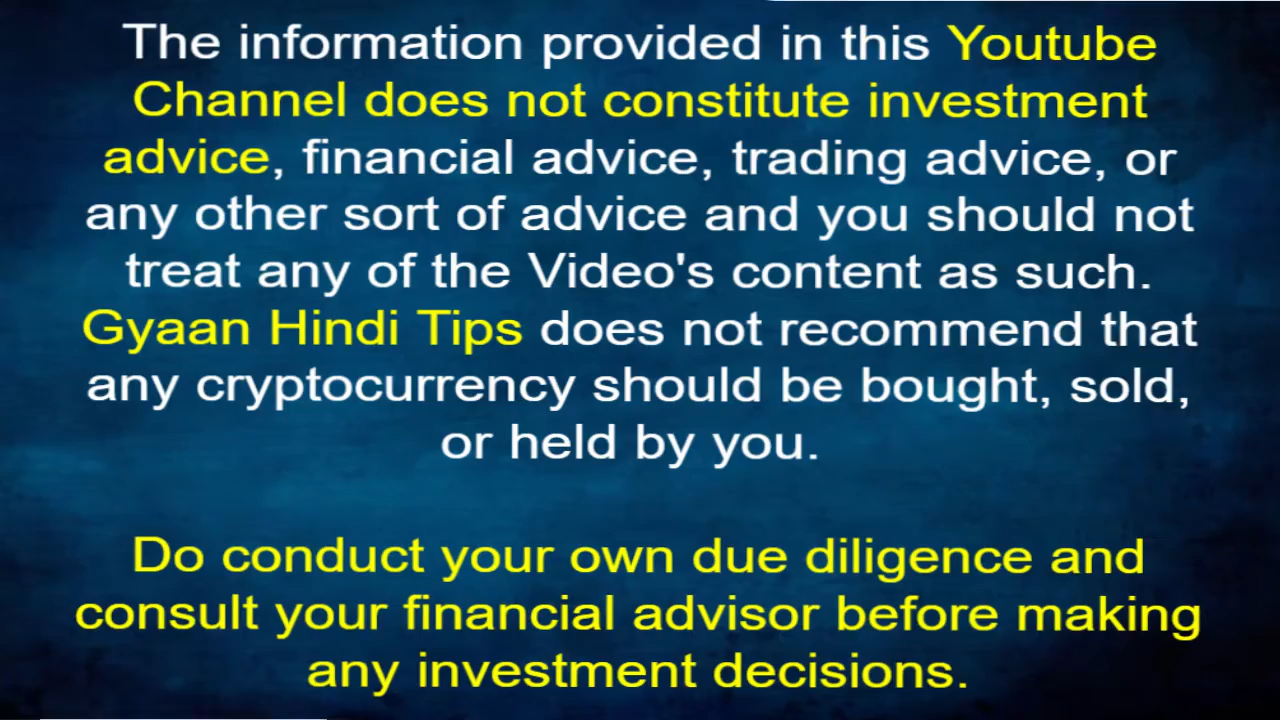 The information provided in this Youtube
Channel does not constitute investment
advice, financial advice, trading advice, or
any other sort of advice and you should not
treat any of the Video's content as such.
Gyaan Hindi Tips does not recommend that
any cryptocurrency should be bought, sold,
or held by you.
Do conduct your own due diligence and
consult your financial advisor before making
any investment decisions.